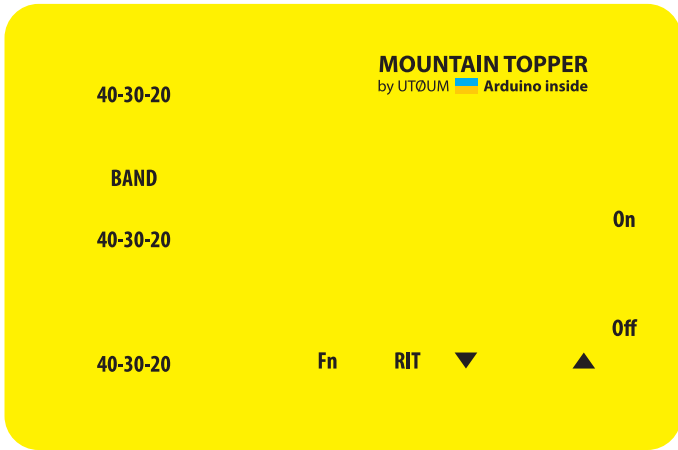 MOUNTAIN TOPPER
by UTØUM Arduino inside
40-30-20
BAND
On
40-30-20
Off
40-30-20 Fn RIT ▼ ▲